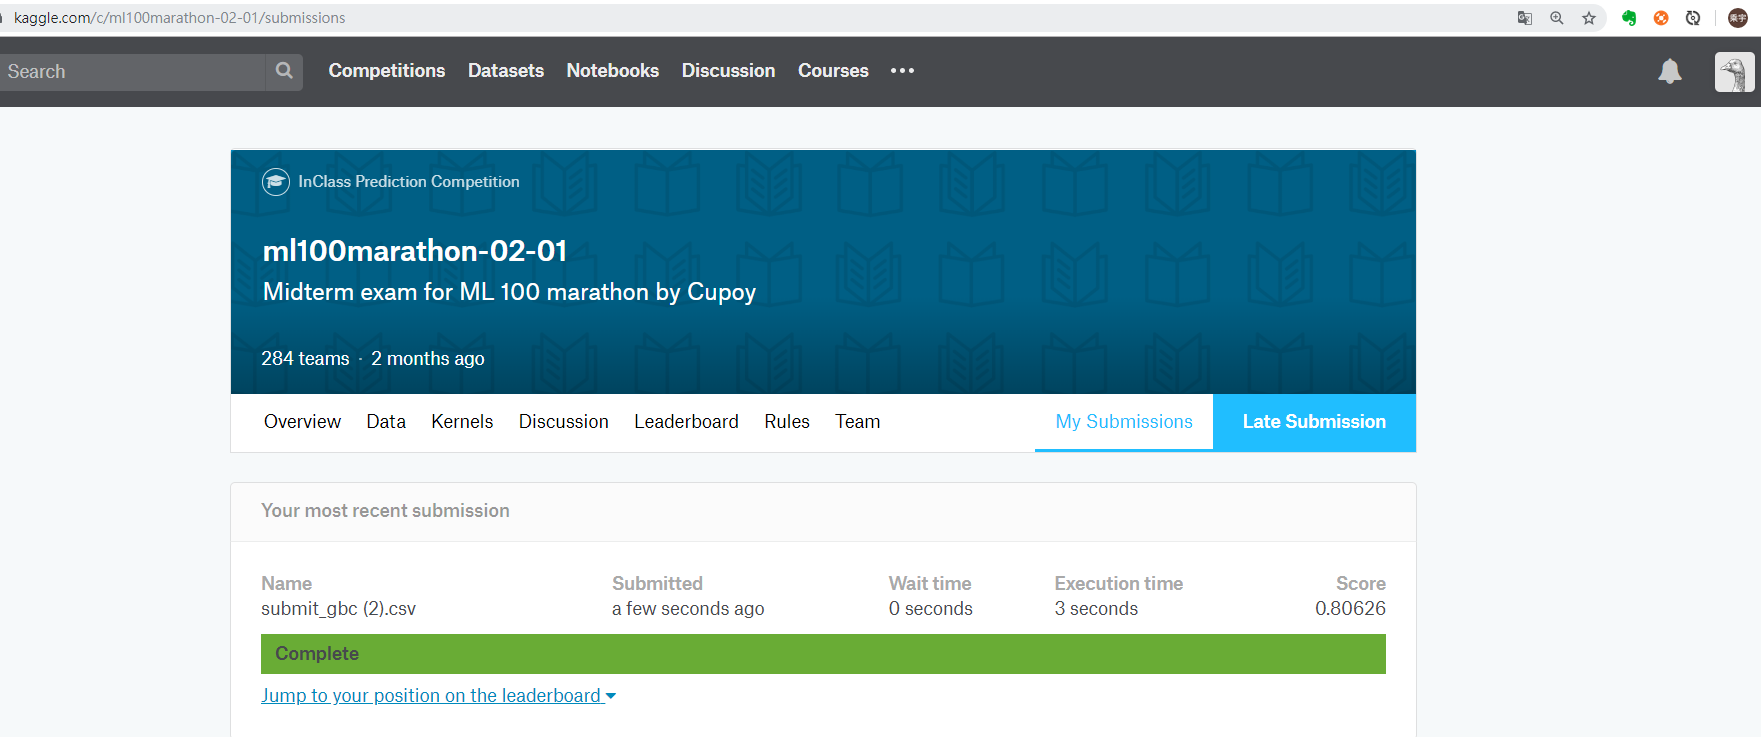 kaggle.com/c/ml100marathon-02-01/submissions
Search Competitions Datasets Notebooks Discussion Courses
InClass Prediction Competition
ml100marathon-02-01
Midterm exam for ML 100 marathon by Cupoy
284 teams · 2 months ago
Overview Data Kernels Discussion Leaderboard Rules Team My Submissions Late Submission
Your most recent submission
Name Submitted Wait time Execution time Score
submit_gbc (2).csv a few seconds ago 0 seconds 3 seconds 0.80626
Complete
Jump to your position on the leaderboard